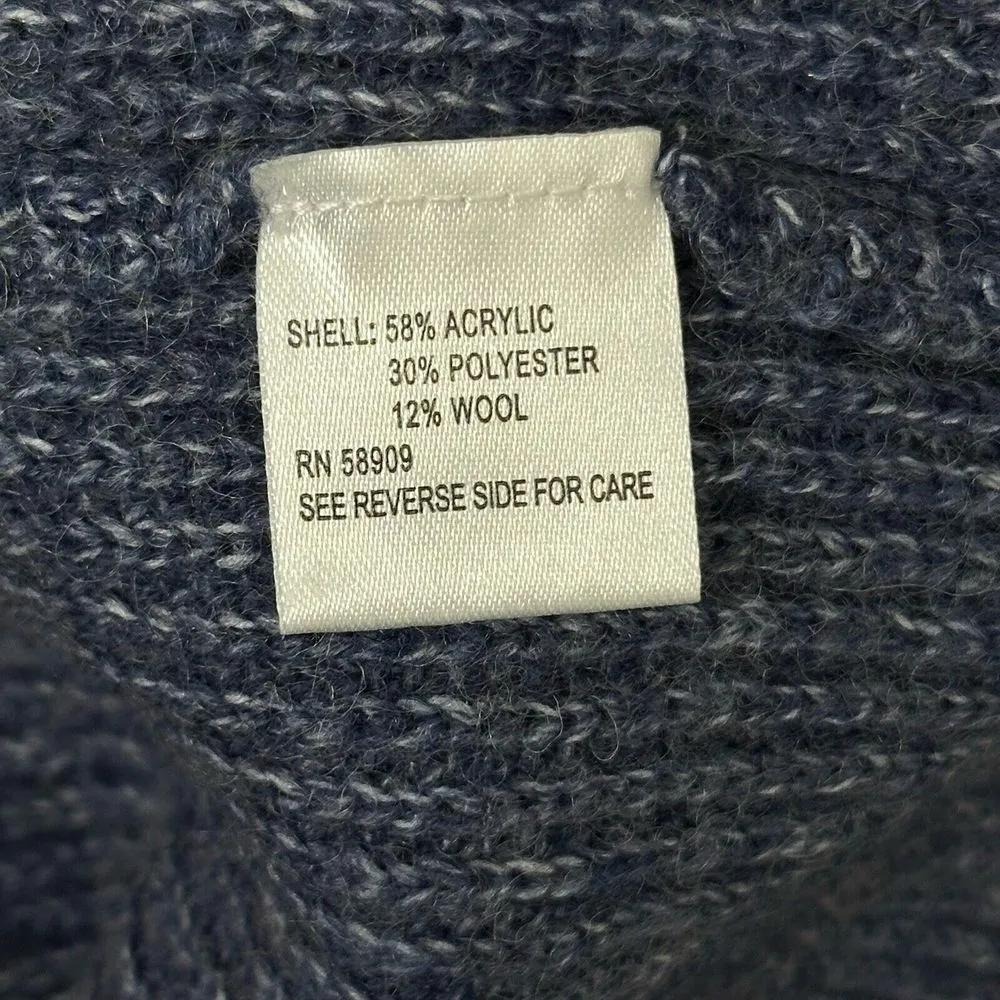 SHELL: 58% ACRYLIC
30% POLYESTER
12% WOOL
RN 58909
SEE REVERSE SIDE FOR CARE